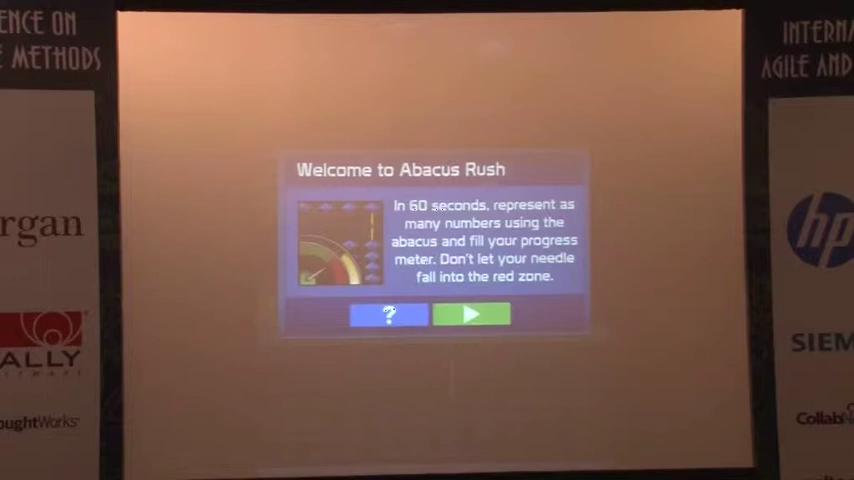 ENCE ON
E METHODS
INTERNA
AGILE AND
rgan
ALLY
oughtWorks
Welcome to Abacus Rush
In 60 seconds, represent as
many numbers using the
abacus and fill your progress
meter. Don't let your needle
fall into the red zone.
?
hp
SIEM
CollabN